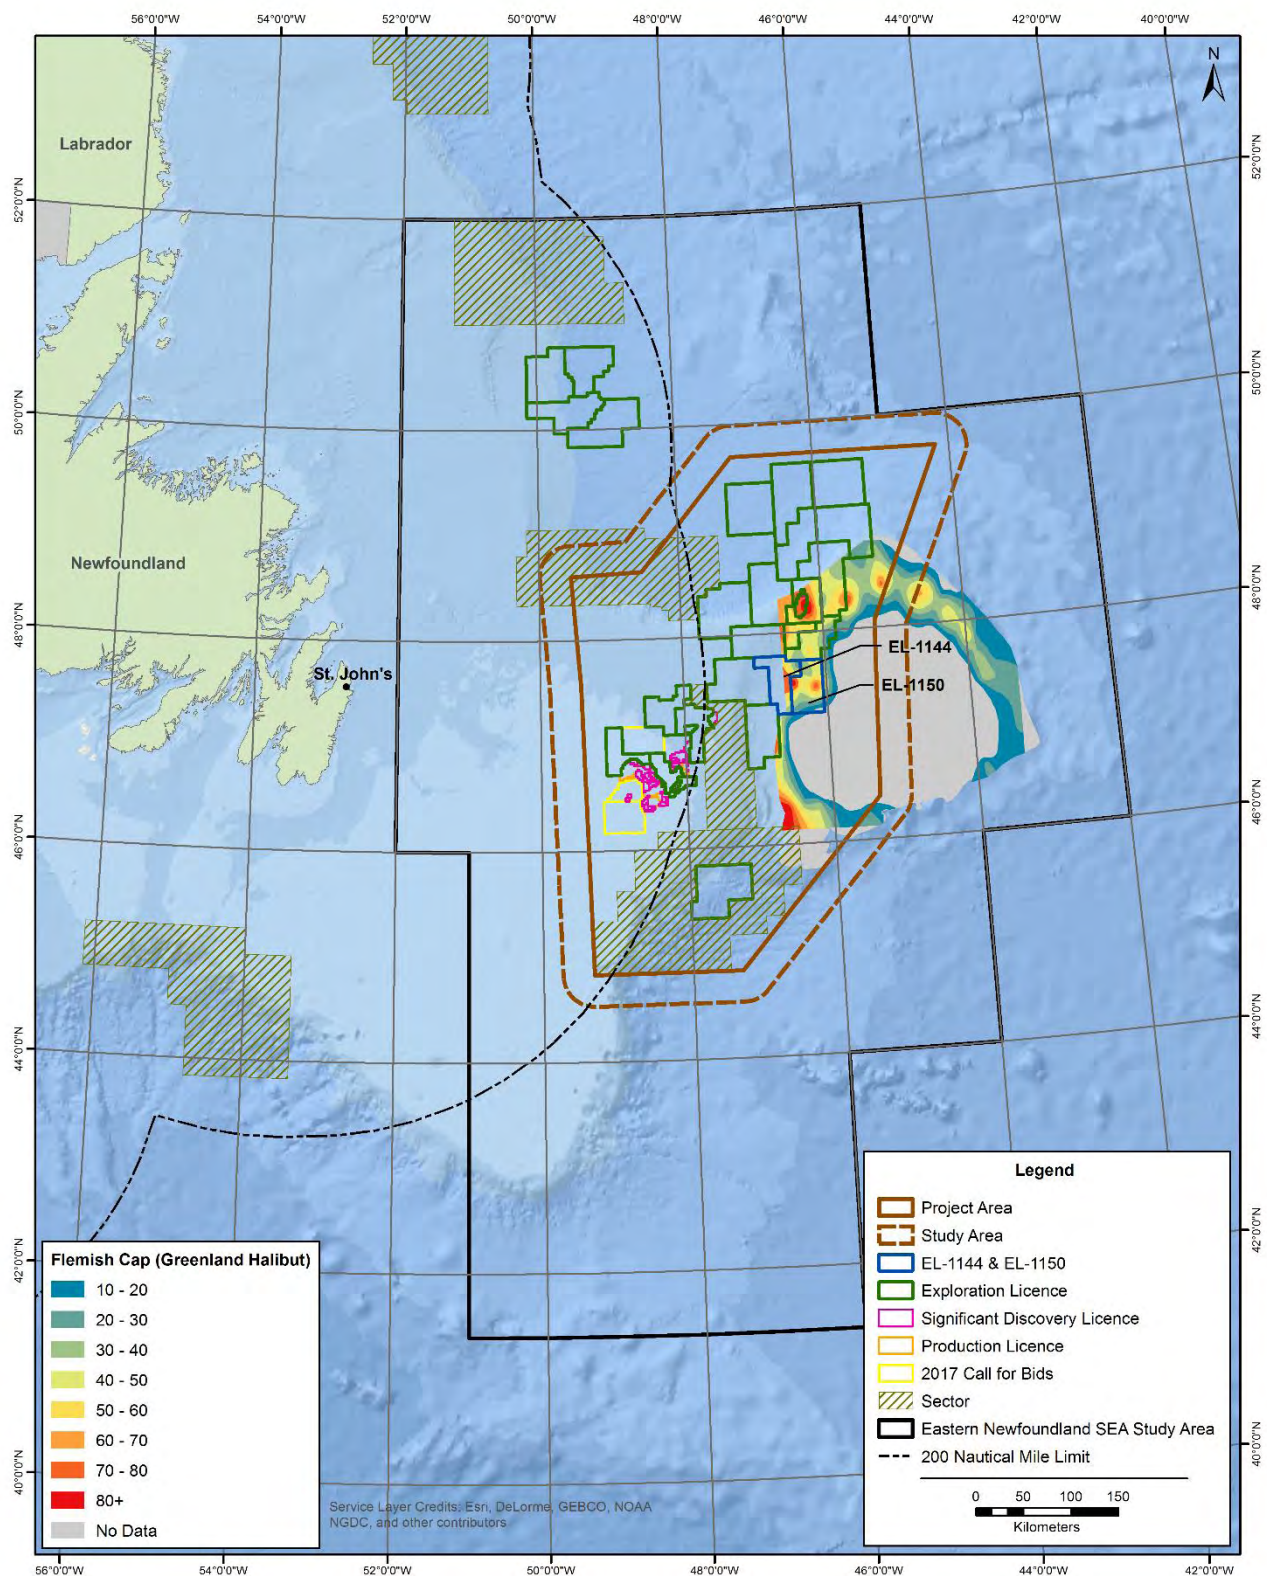 56°0'0"W 54°0'0"W 52°0'0"W 50°0'0"W 48°0'0"W 46°0'0"W 44°0'0"W 42°0'0"W 40°0'0"W
N
Labrador
52°0'0"N
52°0'0"N
50°0'0"N
50°0'0"N
Newfoundland
48°0'0"N
48°0'0"N
EL-1144
St. John's
EL-1150
46°0'0"N
46°0'0"N
44°0'0"N
44°0'0"N
42°0'0"N
42°0'0"N
40°0'0"N
40°0'0"N
Flemish Cap (Greenland Halibut)
10 - 20
20 - 30
30 - 40
40 - 50
50 - 60
60 - 70
70 - 80
80+
No Data
Service Layer Credits: Esri, DeLorme, GEBCO, NOAA
NGDC, and other contributors
Legend
Project Area
Study Area
EL-1144 & EL-1150
Exploration Licence
Significant Discovery Licence
Production Licence
2017 Call for Bids
Sector
Eastern Newfoundland SEA Study Area
200 Nautical Mile Limit
0 50 100 150
Kilometers
56°0'0"W 54°0'0"W 52°0'0"W 50°0'0"W 48°0'0"W 46°0'0"W 44°0'0"W 42°0'0"W